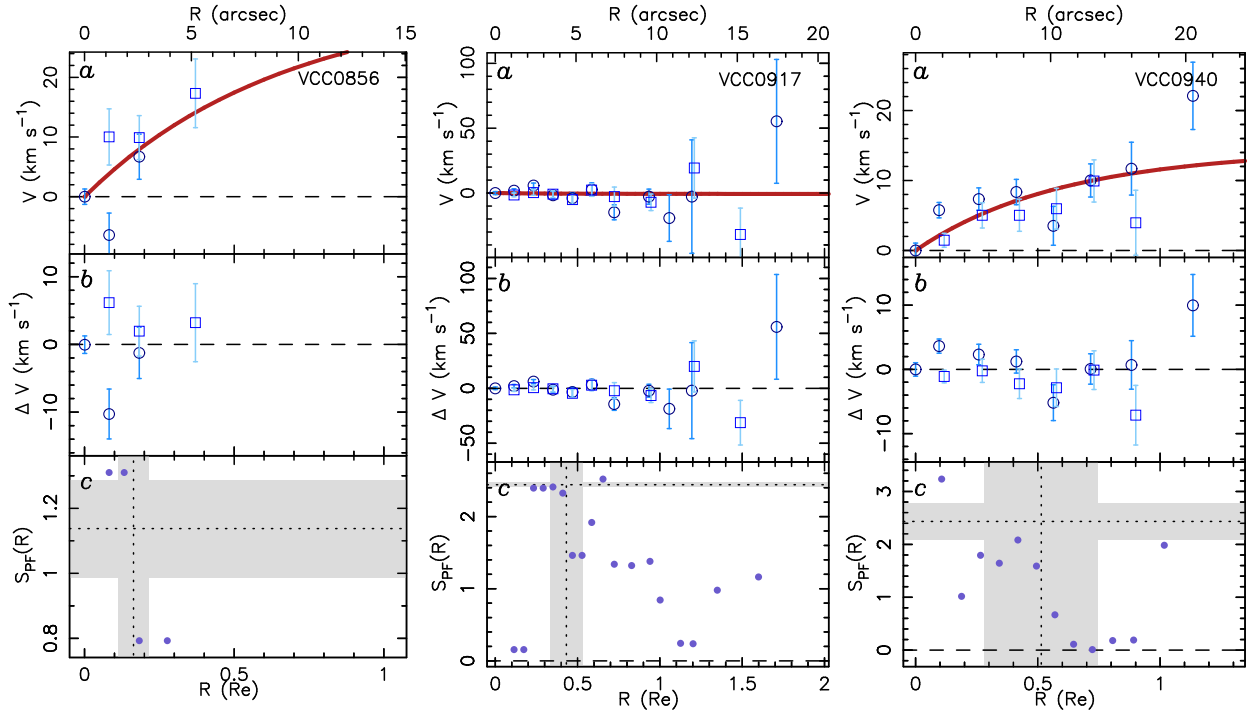 R (arcsec) R (arcsec) R (arcsec)
0 5 10 15 0 5 10 15 20 0 10 20
a VCC0856 a VCC0917 a VCC0940
V (km s−1) 20 10 0
V (km s−1) 100 50 0
V (km s−1) 20 10 0
b b b
Δ V (km s−1) 10 0 −10
Δ V (km s−1) 100 50 0 −50
Δ V (km s−1) 10 0 −10
c c c
SPF(R) 1.2 1 0.8
SPF(R) 2 1 0
SPF(R) 3 2 1 0
0 0.5 1 0 0.5 1 1.5 2 0 0.5 1
R (Re) R (Re) R (Re)